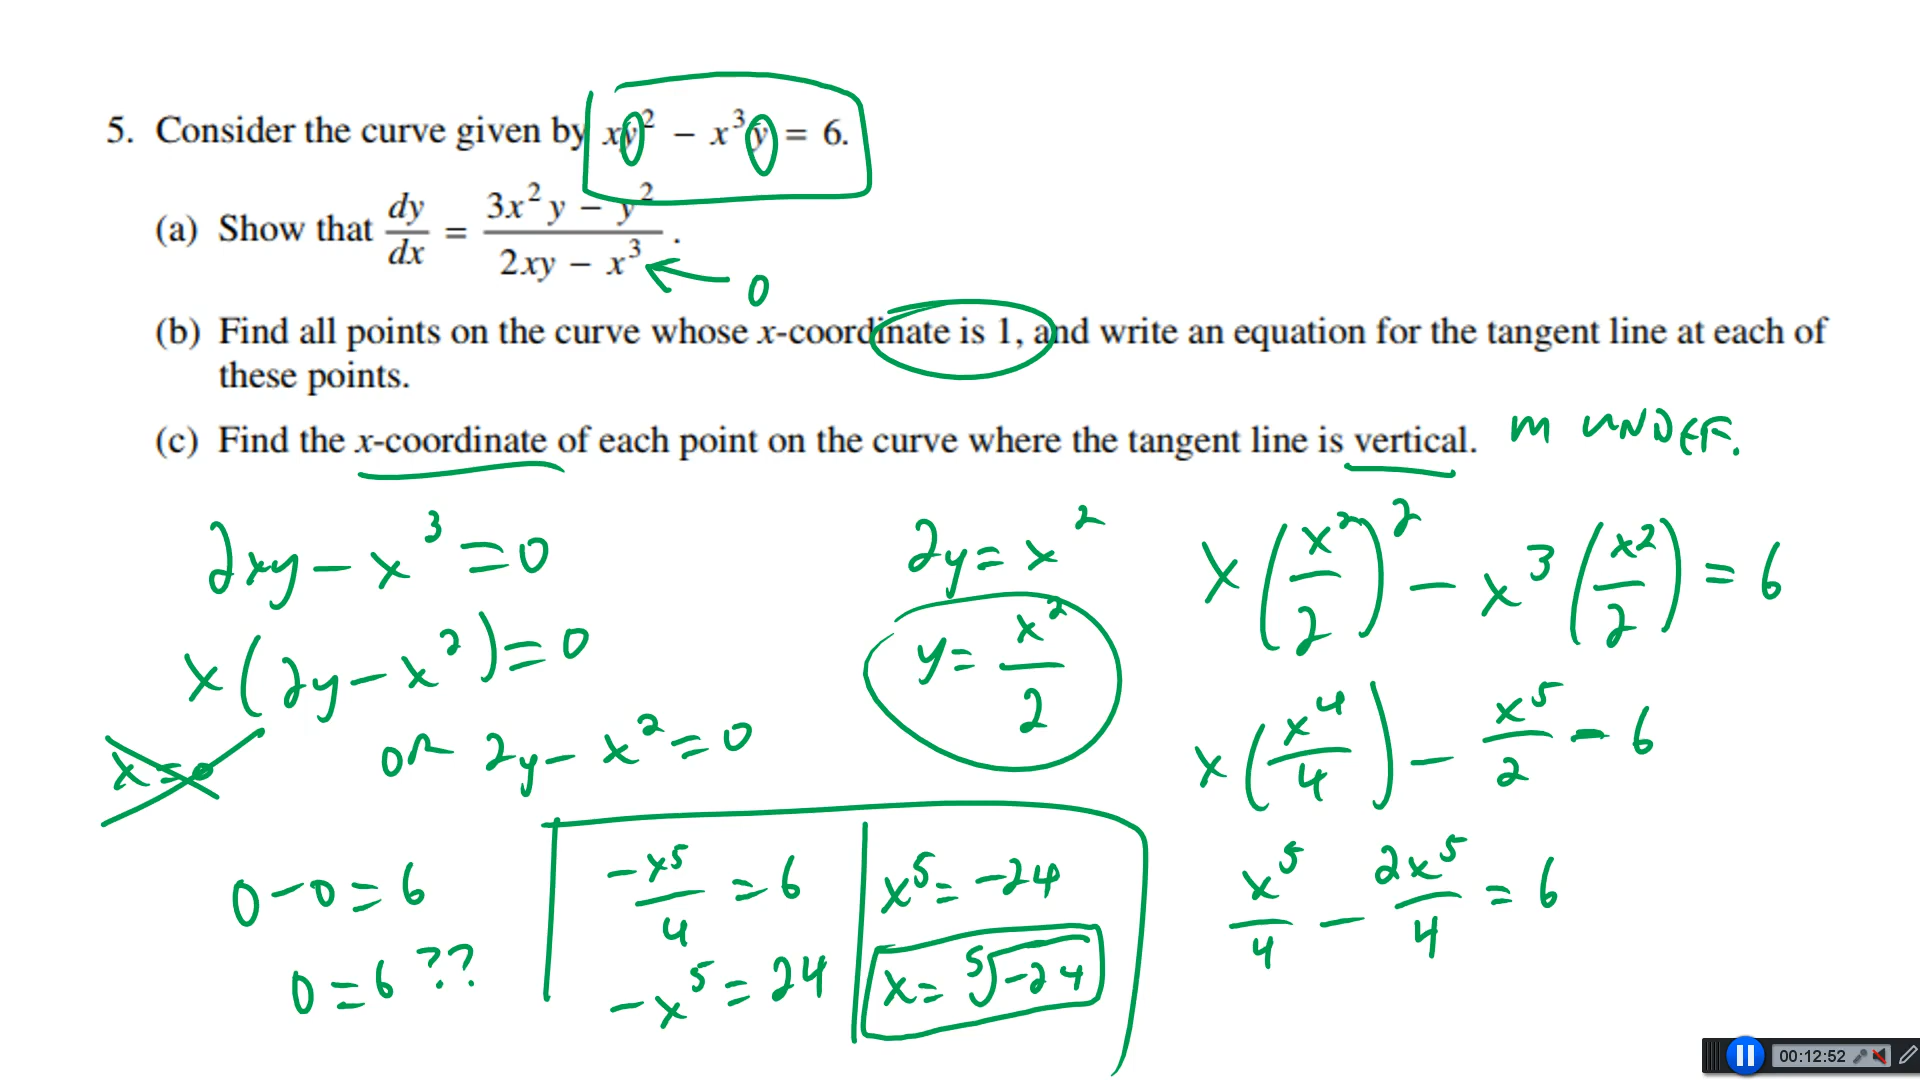 5. Consider the curve given by xy² − x³y = 6.
(a) Show that dy/dx = (3x²y − y²)/(2xy − x³).
0
(b) Find all points on the curve whose x-coordinate is 1, and write an equation for the tangent line at each of
these points.
(c) Find the x-coordinate of each point on the curve where the tangent line is vertical.
m UNDEF.
2xy − x³ = 0
x(2y − x²) = 0
x = 0
or 2y − x² = 0
0 − 0 = 6
0 = 6 ??
2y = x²
y = x²/2
x(x²/2)² − x³(x²/2) = 6
x(x⁴/4) − x⁵/2 − 6
x⁵/4 − 2x⁵/4 = 6
−x⁵/4 = 6
−x⁵ = 24
x⁵ = −24
x = ⁵√−24
00:12:52